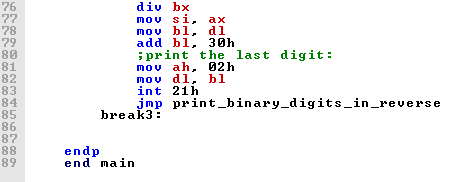 76 div bx
77 mov si, ax
78 mov bl, dl
79 add bl, 30h
80 ;print the last digit:
81 mov ah, 02h
82 mov dl, bl
83 int 21h
84 jmp print_binary_digits_in_reverse
85 break3:
86
87
88 endp
89 end main